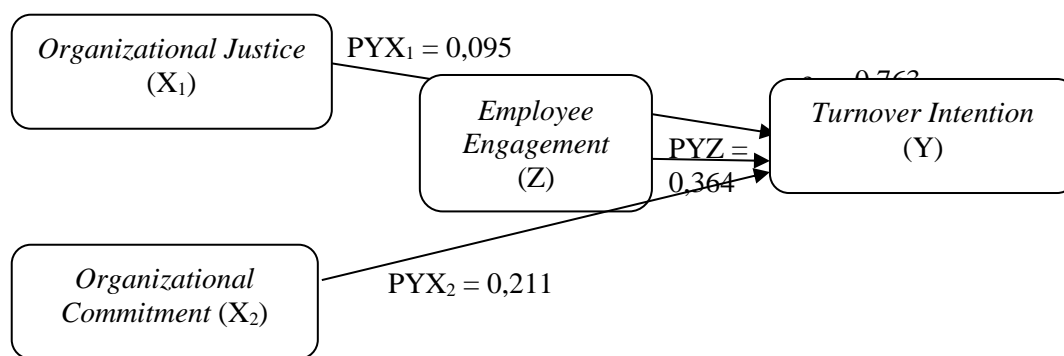 Organizational Justice
(X₁)
PYX₁ = 0,095
Employee
Engagement
(Z)
PYZ =
0,364
Turnover Intention
(Y)
Organizational
Commitment (X₂)
PYX₂ = 0,211